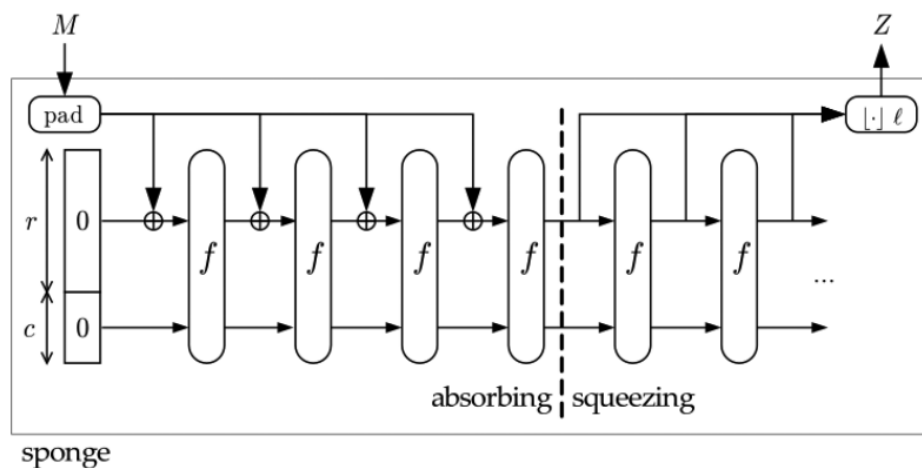 M Z
pad ⌊·⌋ ℓ
r 0 f f f f f f
c 0 ...
absorbing squeezing
sponge